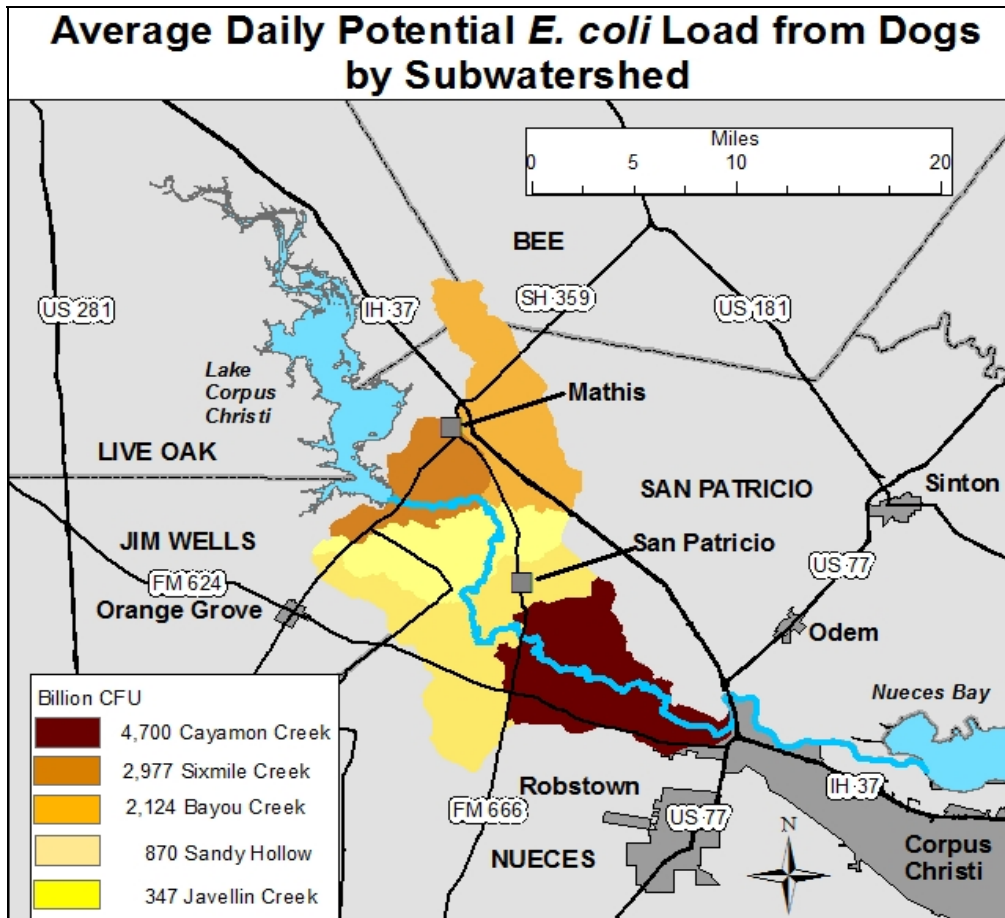 Average Daily Potential E. coli Load from Dogs
by Subwatershed
Miles
0 5 10 20
BEE
US 281
IH 37
SH 359
US 181
Lake
Corpus
Christi
Mathis
LIVE OAK
SAN PATRICIO
Sinton
JIM WELLS
San Patricio
FM 624
US 77
Orange Grove
Odem
Billion CFU
4,700 Cayamon Creek
2,977 Sixmile Creek
2,124 Bayou Creek
870 Sandy Hollow
347 Javellin Creek
Nueces Bay
Robstown
IH 37
FM 666
US 77
N
NUECES
Corpus
Christi